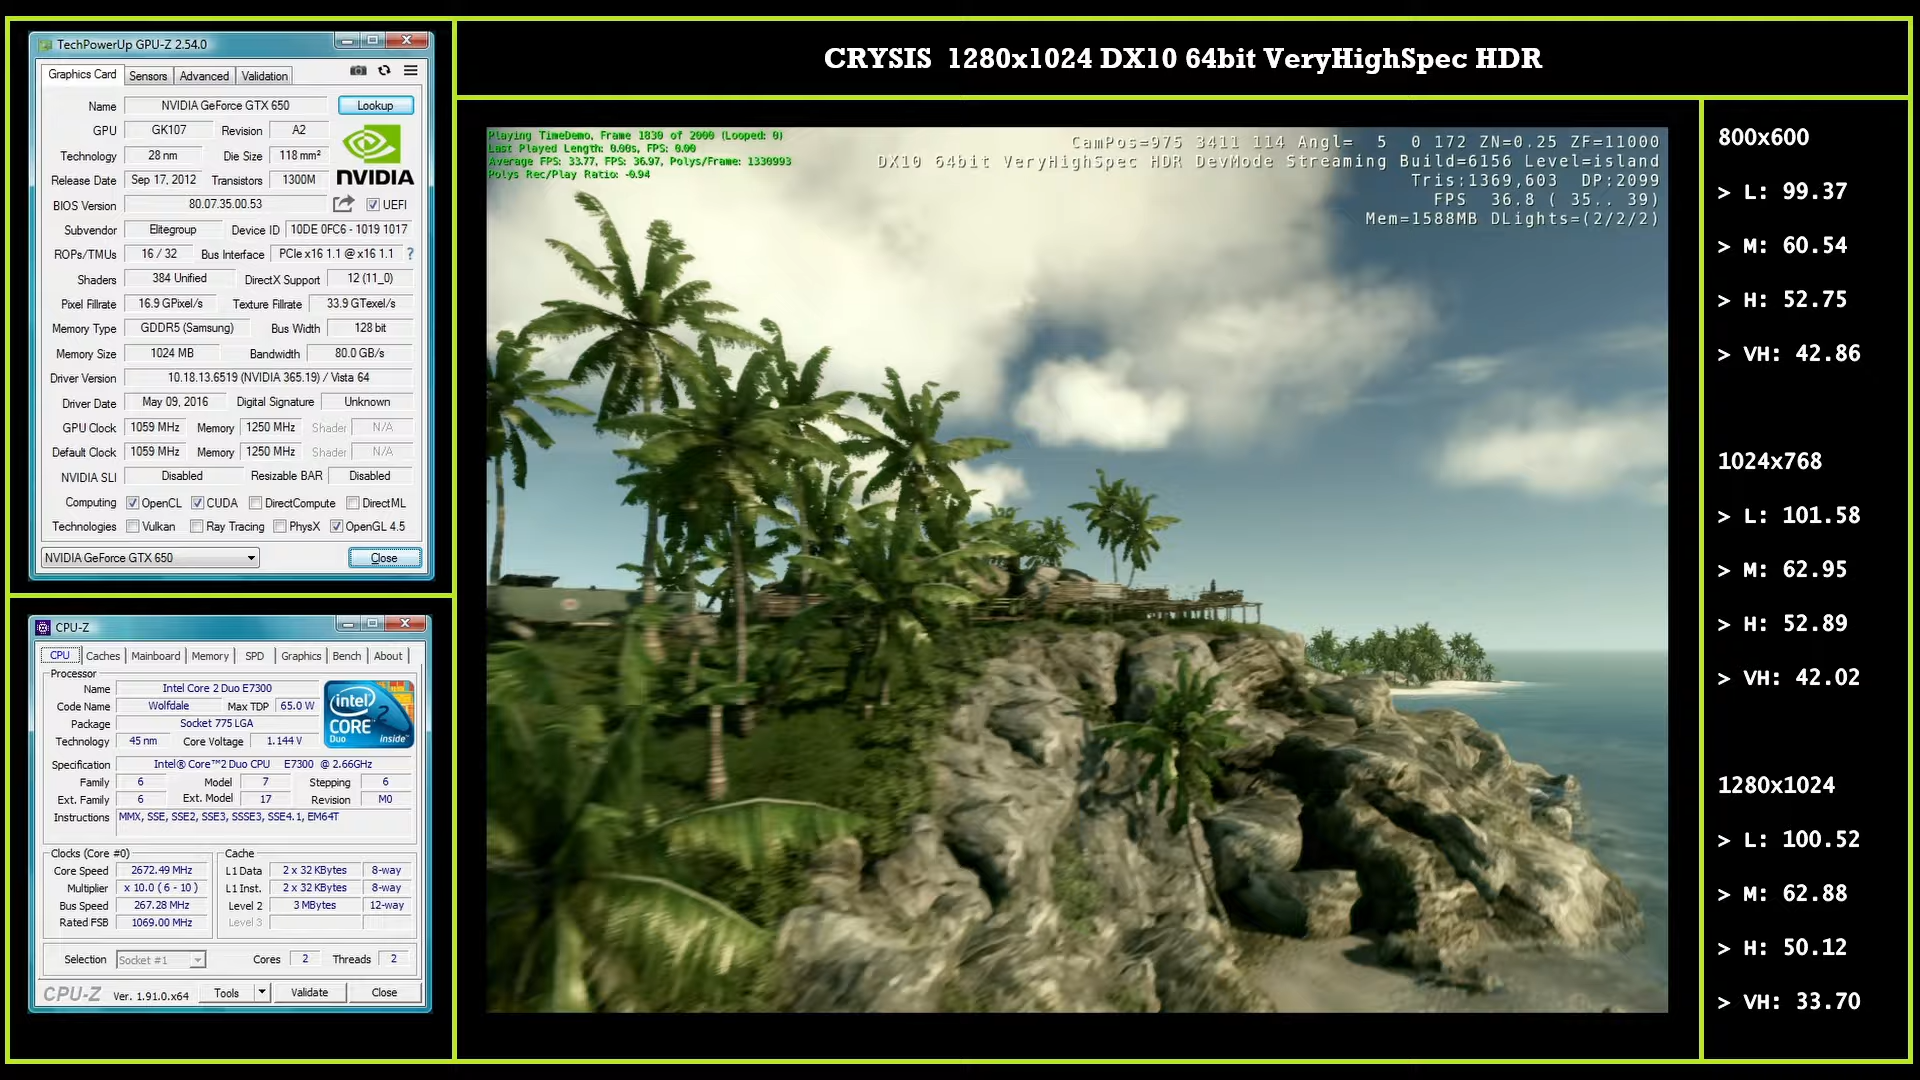 TechPowerUp GPU-Z 2.54.0
Graphics Card Sensors Advanced Validation
Name NVIDIA GeForce GTX 650 Lookup
GPU GK107 Revision A2
Technology 28 nm Die Size 118 mm²
Release Date Sep 17, 2012 Transistors 1300M
NVIDIA
BIOS Version 80.07.35.00.53 UEFI
Subvendor Elitegroup Device ID 10DE 0FC6 - 1019 1017
ROPs/TMUs 16 / 32 Bus Interface PCIe x16 1.1 @ x16 1.1 ?
Shaders 384 Unified DirectX Support 12 (11_0)
Pixel Fillrate 16.9 GPixel/s Texture Fillrate 33.9 GTexel/s
Memory Type GDDR5 (Samsung) Bus Width 128 bit
Memory Size 1024 MB Bandwidth 80.0 GB/s
Driver Version 10.18.13.6519 (NVIDIA 365.19) / Vista 64
Driver Date May 09, 2016 Digital Signature Unknown
GPU Clock 1059 MHz Memory 1250 MHz Shader N/A
Default Clock 1059 MHz Memory 1250 MHz Shader N/A
NVIDIA SLI Disabled Resizable BAR Disabled
Computing OpenCL CUDA DirectCompute DirectML
Technologies Vulkan Ray Tracing PhysX OpenGL 4.5
NVIDIA GeForce GTX 650 Close
CPU-Z
CPU Caches Mainboard Memory SPD Graphics Bench About
Processor
Name Intel Core 2 Duo E7300
Code Name Wolfdale Max TDP 65.0 W
Package Socket 775 LGA
Technology 45 nm Core Voltage 1.144 V
intel CORE 2 Duo inside™
Specification Intel® Core™2 Duo CPU E7300 @ 2.66GHz
Family 6 Model 7 Stepping 6
Ext. Family 6 Ext. Model 17 Revision M0
Instructions MMX, SSE, SSE2, SSE3, SSSE3, SSE4.1, EM64T
Clocks (Core #0) Cache
Core Speed 2672.49 MHz L1 Data 2 x 32 KBytes 8-way
Multiplier x 10.0 ( 6 - 10 ) L1 Inst. 2 x 32 KBytes 8-way
Bus Speed 267.28 MHz Level 2 3 MBytes 12-way
Rated FSB 1069.00 MHz Level 3
Selection Socket #1 Cores 2 Threads 2
CPU-Z Ver. 1.91.0.x64 Tools Validate Close
CRYSIS 1280x1024 DX10 64bit VeryHighSpec HDR
Playing TimeDemo, Frame 1830 of 2000 (Looped: 0)
Last Played Length: 0.00s, FPS: 0.00
Average FPS: 33.77, FPS: 36.97, Polys/Frame: 1330993
Polys Rec/Play Ratio: -0.94
CamPos=975 3411 114 Angl= 5 0 172 ZN=0.25 ZF=11000
DX10 64bit VeryHighSpec HDR DevMode Streaming Build=6156 Level=island
Tris:1369,603 DP:2099
FPS 36.8 ( 35.. 39)
Mem=1588MB DLights=(2/2/2)
800x600
> L: 99.37
> M: 60.54
> H: 52.75
> VH: 42.86
1024x768
> L: 101.58
> M: 62.95
> H: 52.89
> VH: 42.02
1280x1024
> L: 100.52
> M: 62.88
> H: 50.12
> VH: 33.70